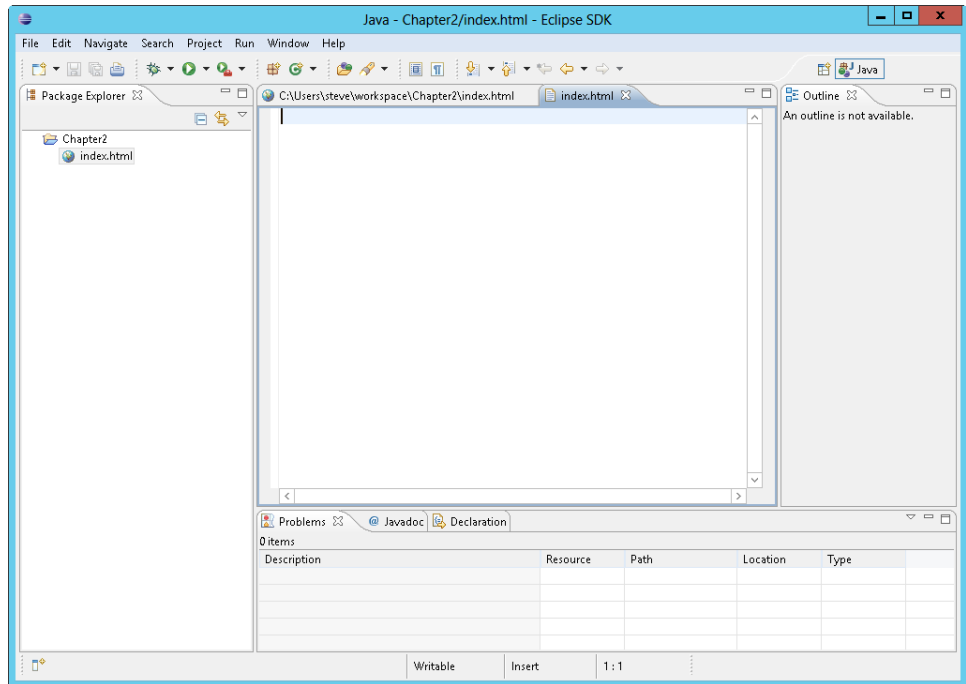 Java - Chapter2/index.html - Eclipse SDK
File Edit Navigate Search Project Run Window Help
Java
Package Explorer
C:\Users\steve\workspace\Chapter2\index.html
index.html
Outline
Chapter2
index.html
An outline is not available.
Problems
@ Javadoc
Declaration
0 items
Description Resource Path Location Type
Writable Insert 1 : 1